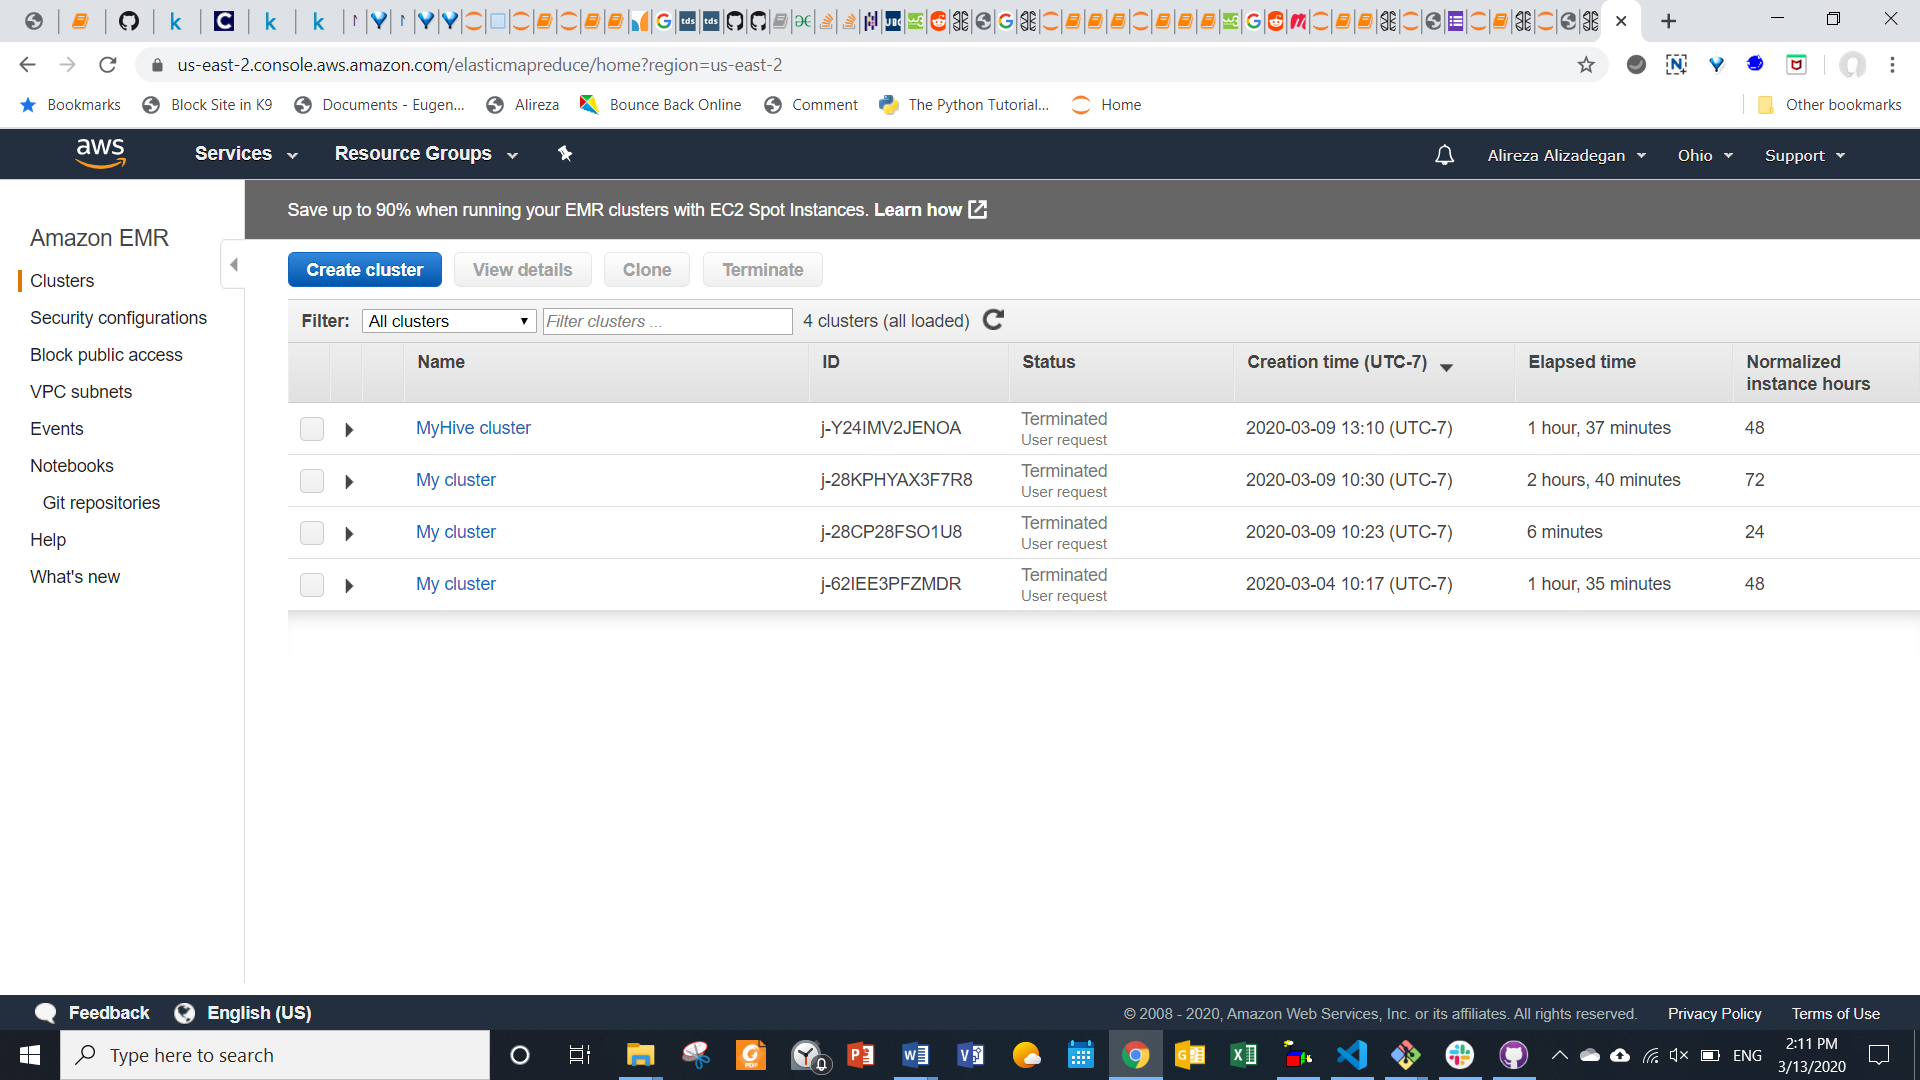 us-east-2.console.aws.amazon.com/elasticmapreduce/home?region=us-east-2
Bookmarks Block Site in K9 Documents - Eugen... Alireza Bounce Back Online Comment The Python Tutorial... Home Other bookmarks
aws Services Resource Groups Alireza Alizadegan Ohio Support
Save up to 90% when running your EMR clusters with EC2 Spot Instances. Learn how
Amazon EMR
Clusters
Security configurations
Block public access
VPC subnets
Events
Notebooks
Git repositories
Help
What's new
Create cluster View details Clone Terminate
Filter: All clusters Filter clusters ... 4 clusters (all loaded)
Name ID Status Creation time (UTC-7) Elapsed time Normalized instance hours
MyHive cluster j-Y24IMV2JENOA Terminated User request 2020-03-09 13:10 (UTC-7) 1 hour, 37 minutes 48
My cluster j-28KPHYAX3F7R8 Terminated User request 2020-03-09 10:30 (UTC-7) 2 hours, 40 minutes 72
My cluster j-28CP28FSO1U8 Terminated User request 2020-03-09 10:23 (UTC-7) 6 minutes 24
My cluster j-62IEE3PFZMDR Terminated User request 2020-03-04 10:17 (UTC-7) 1 hour, 35 minutes 48
Feedback English (US) © 2008 - 2020, Amazon Web Services, Inc. or its affiliates. All rights reserved. Privacy Policy Terms of Use
Type here to search ENG 2:11 PM
3/13/2020